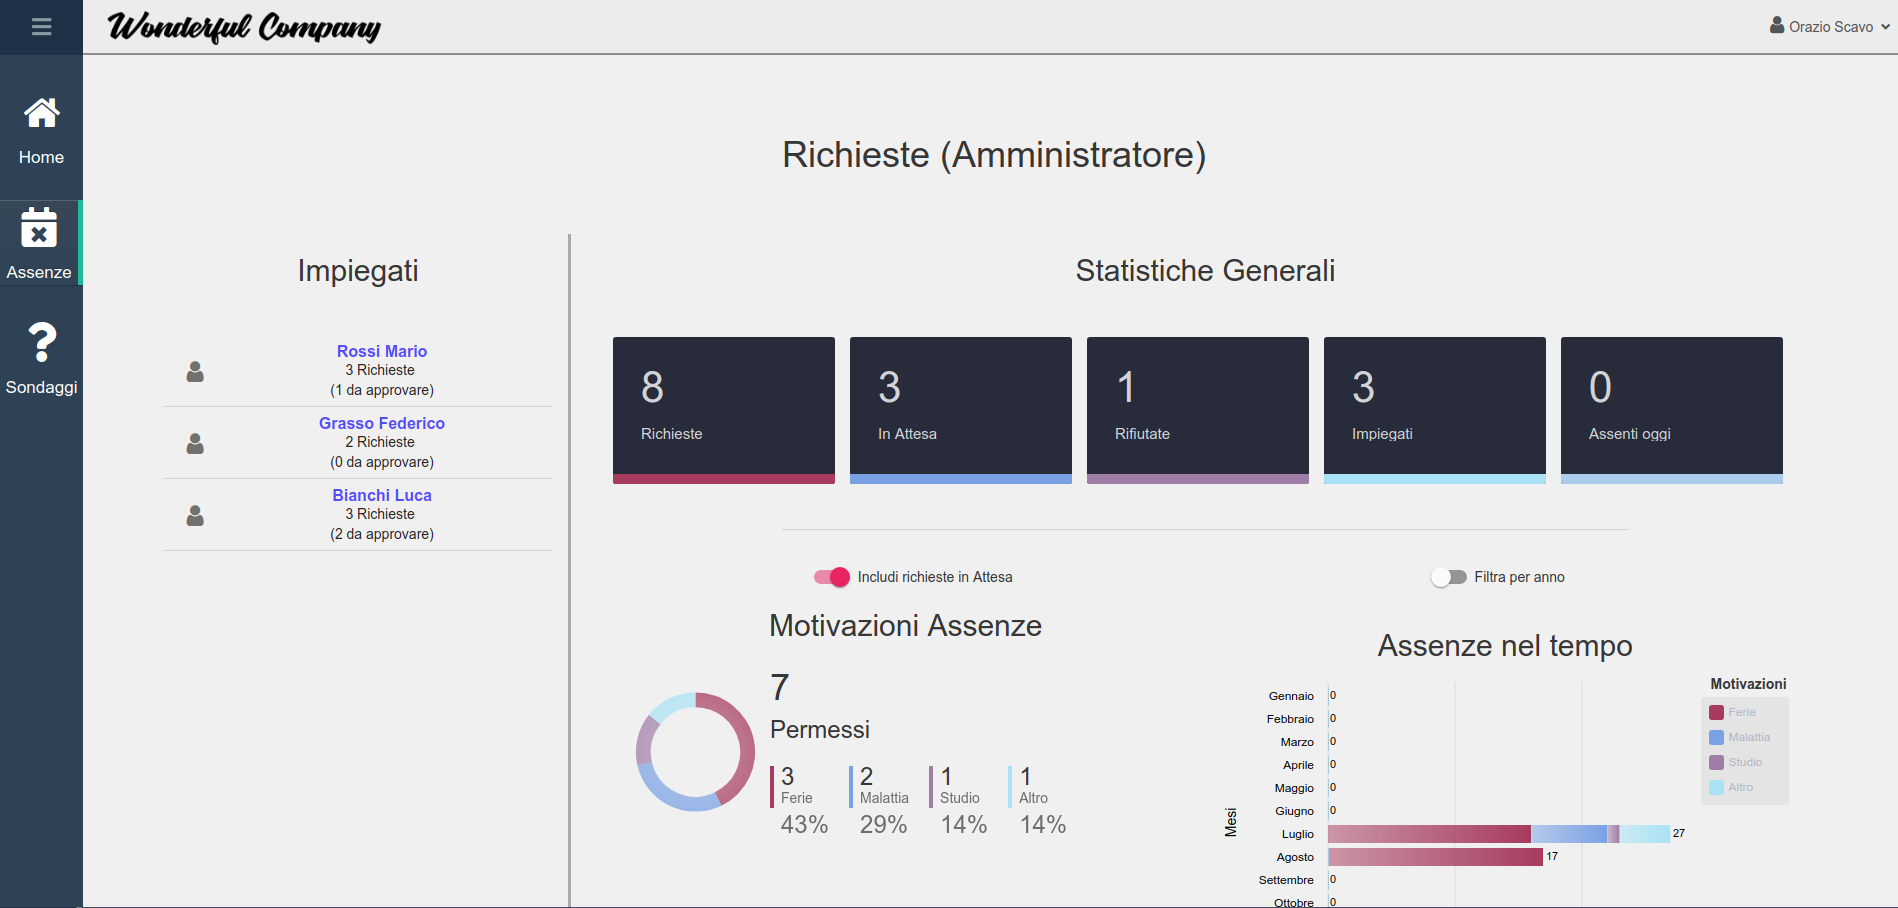 Wonderful Company
Orazio Scavo
Home
Assenze
Sondaggi
Richieste (Amministratore)
Impiegati
Rossi Mario
3 Richieste
(1 da approvare)
Grasso Federico
2 Richieste
(0 da approvare)
Bianchi Luca
3 Richieste
(2 da approvare)
Statistiche Generali
8
Richieste
3
In Attesa
1
Rifiutate
3
Impiegati
0
Assenti oggi
Includi richieste in Attesa
Motivazioni Assenze
7
Permessi
3
Ferie
43%
2
Malattia
29%
1
Studio
14%
1
Altro
14%
Filtra per anno
Assenze nel tempo
Mesi
Gennaio 0
Febbraio 0
Marzo 0
Aprile 0
Maggio 0
Giugno 0
Luglio 27
Agosto 17
Settembre 0
Ottobre 0
Motivazioni
Ferie
Malattia
Studio
Altro